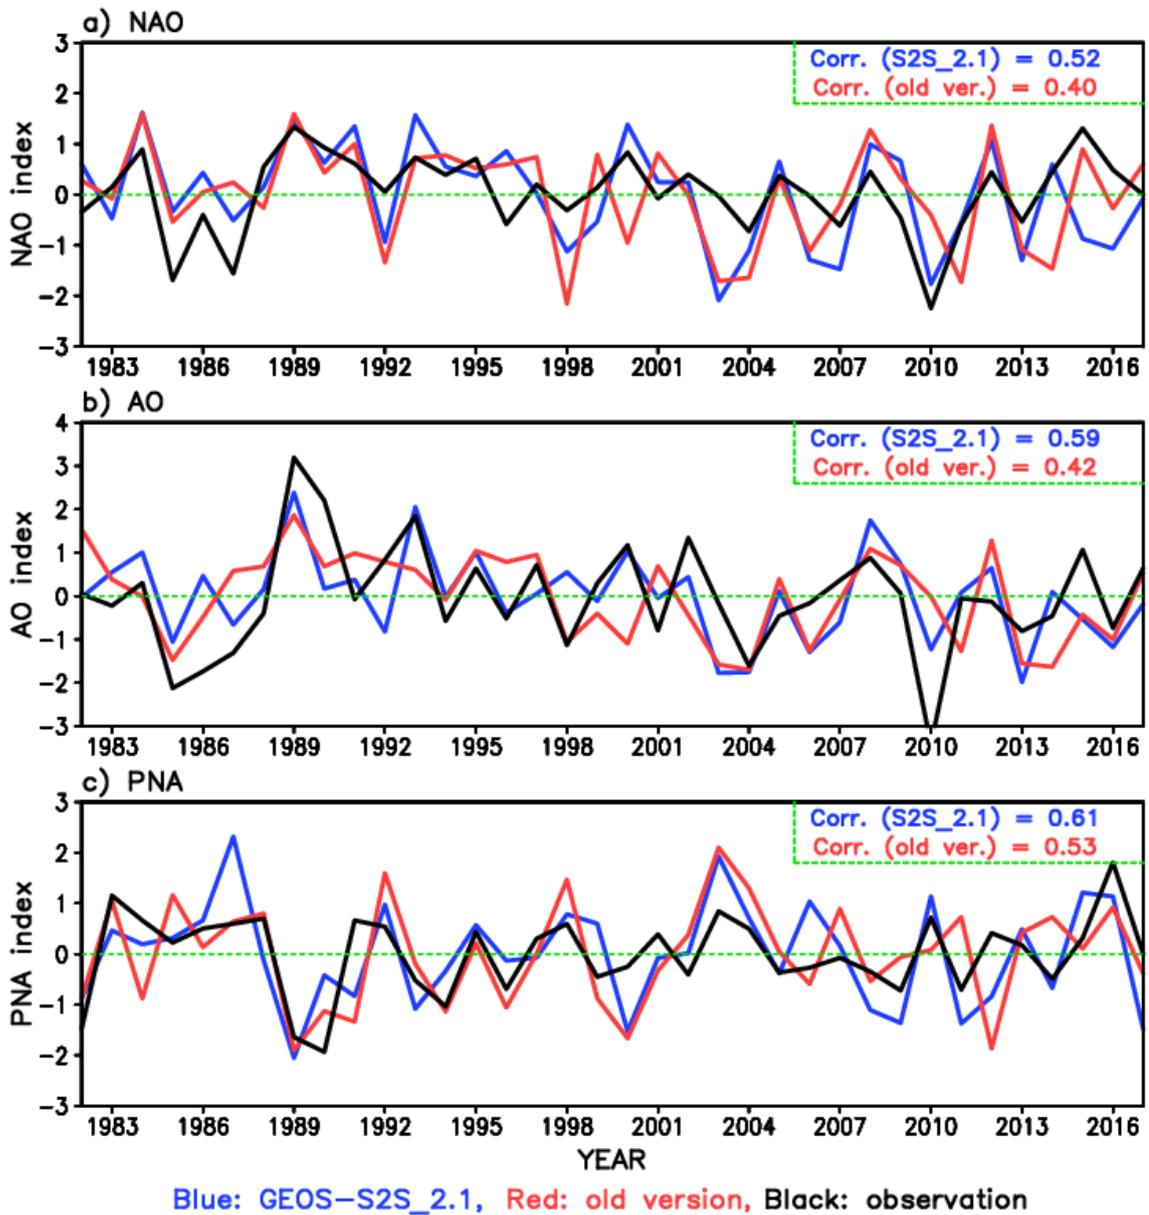 a) NAO
3
2
1
0
−1
−2
−3
NAO index
Corr. (S2S_2.1) = 0.52
Corr. (old ver.) = 0.40
1983 1986 1989 1992 1995 1998 2001 2004 2007 2010 2013 2016
b) AO
4
3
2
1
0
−1
−2
−3
AO index
Corr. (S2S_2.1) = 0.59
Corr. (old ver.) = 0.42
1983 1986 1989 1992 1995 1998 2001 2004 2007 2010 2013 2016
c) PNA
3
2
1
0
−1
−2
−3
PNA index
Corr. (S2S_2.1) = 0.61
Corr. (old ver.) = 0.53
1983 1986 1989 1992 1995 1998 2001 2004 2007 2010 2013 2016
YEAR
Blue: GEOS−S2S_2.1, Red: old version, Black: observation